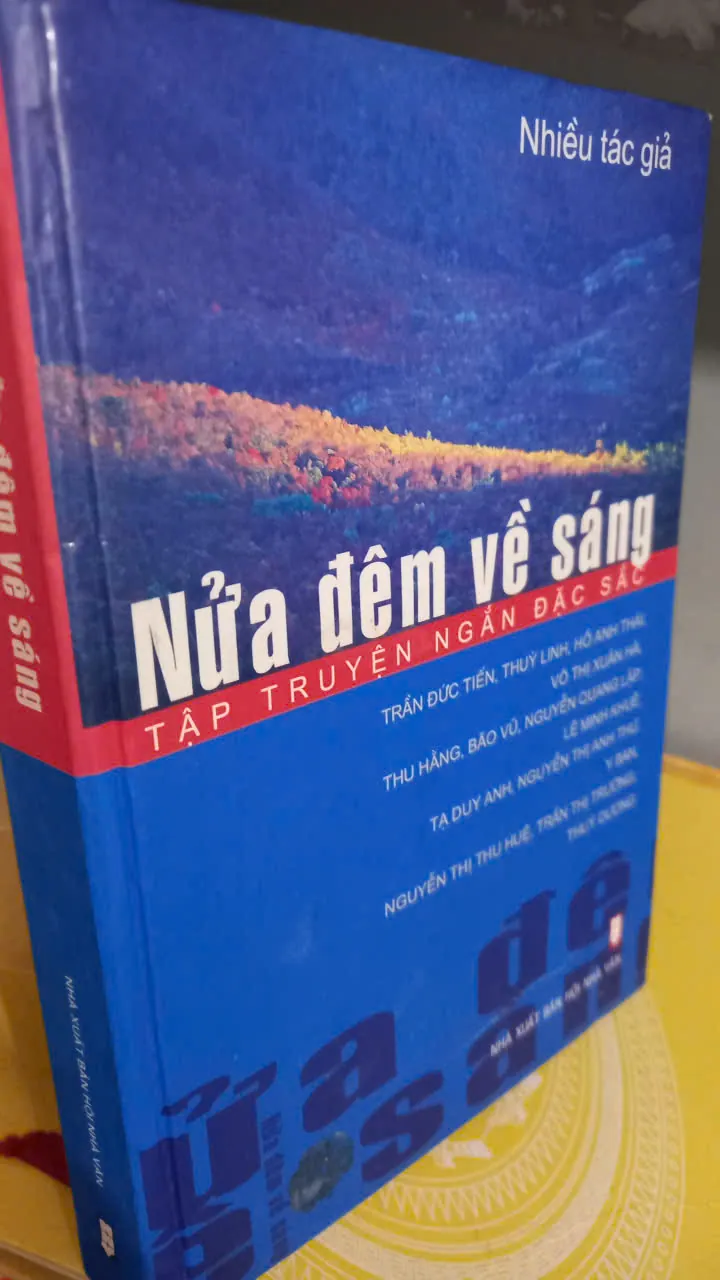 Nhiều tác giả
Nửa đêm về sáng
TẬP TRUYỆN NGẮN ĐẶC SẮC
TRẦN ĐỨC TIẾN, THUỲ LINH, HỒ ANH THÁI,
VÕ THỊ XUÂN HÀ,
THU HẰNG, BÃO VŨ, NGUYỄN QUANG LẬP,
LÊ MINH KHUÊ,
TẠ DUY ANH, NGUYỄN THỊ ANH THƯ,
Y BAN,
NGUYỄN THỊ THU HUỆ, TRẦN THỊ TRƯỜNG,
THUỲ DƯƠNG
NHÀ XUẤT BẢN HỘI NHÀ VĂN
đêm về sáng
NHÀ XUẤT BẢN HỘI NHÀ VĂN